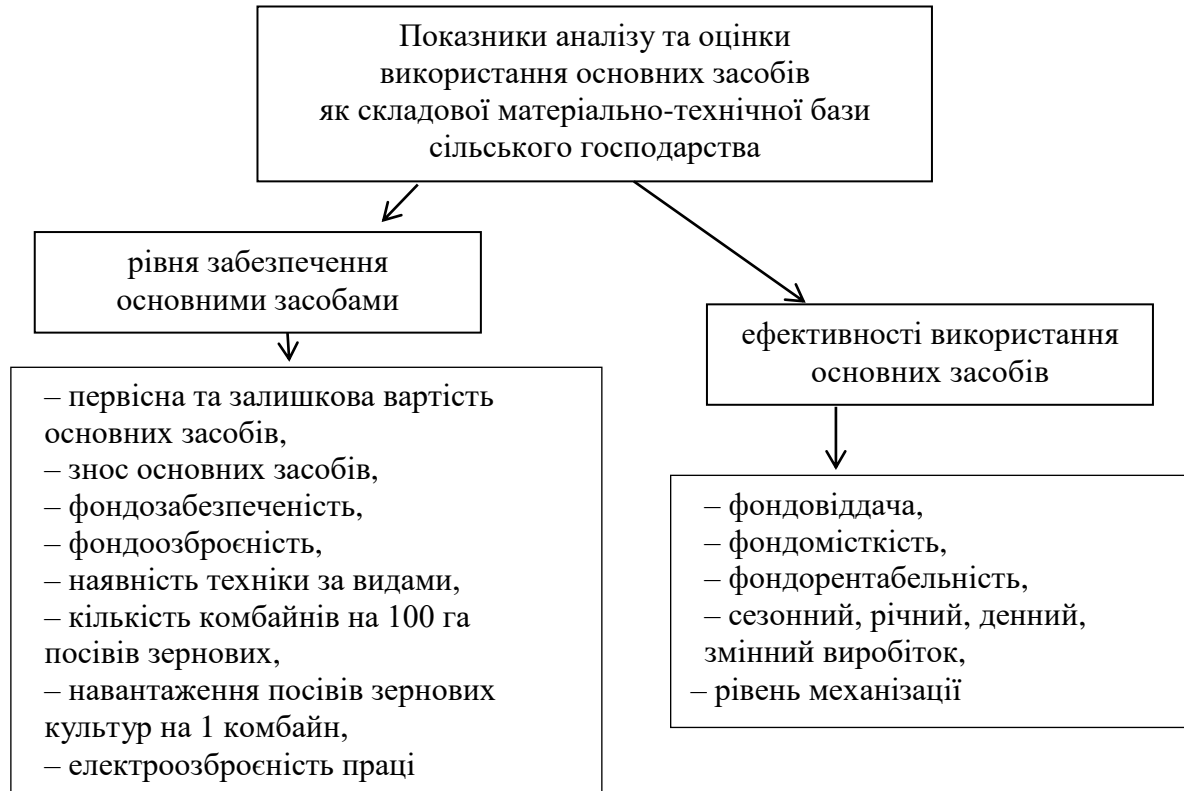 Показники аналізу та оцінки
використання основних засобів
як складової матеріально-технічної бази
сільського господарства
рівня забезпечення
основними засобами
– первісна та залишкова вартість
основних засобів,
– знос основних засобів,
– фондозабезпеченість,
– фондоозброєність,
– наявність техніки за видами,
– кількість комбайнів на 100 га
посівів зернових,
– навантаження посівів зернових
культур на 1 комбайн,
– електроозброєність праці
ефективності використання
основних засобів
– фондовіддача,
– фондомісткість,
– фондорентабельність,
– сезонний, річний, денний,
змінний виробіток,
– рівень механізації